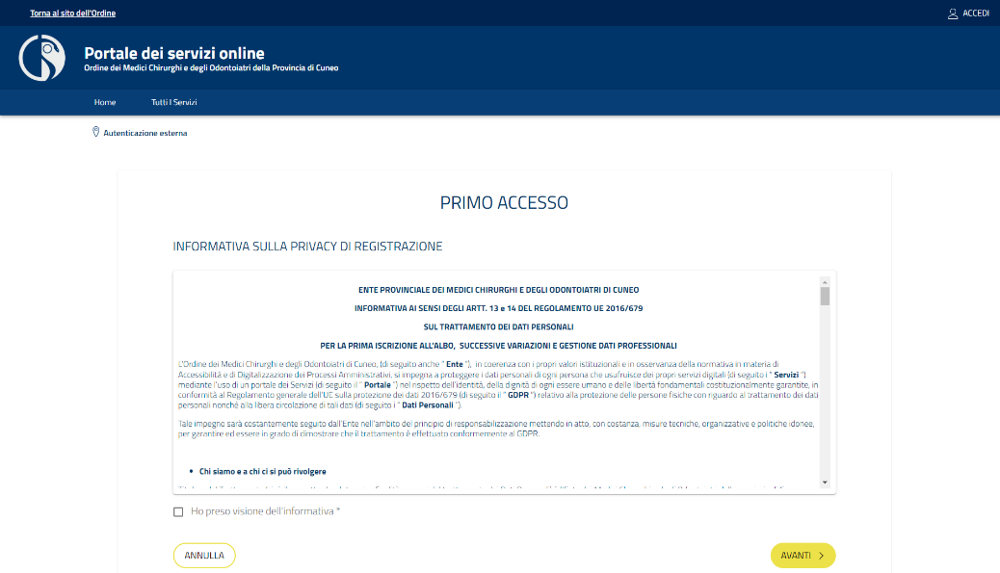 Torna al sito dell'Ordine
ACCEDI
Portale dei servizi online
Ordine dei Medici Chirurghi e degli Odontoiatri della Provincia di Cuneo
Home
Tutti I Servizi
Autenticazione esterna
PRIMO ACCESSO
INFORMATIVA SULLA PRIVACY DI REGISTRAZIONE
ENTE PROVINCIALE DEI MEDICI CHIRURGHI E DEGLI ODONTOIATRI DI CUNEO
INFORMATIVA AI SENSI DEGLI ARTT. 13 e 14 DEL REGOLAMENTO UE 2016/679
SUL TRATTAMENTO DEI DATI PERSONALI
PER LA PRIMA ISCRIZIONE ALL'ALBO, SUCCESSIVE VARIAZIONI E GESTIONE DATI PROFESSIONALI
L'Ordine dei Medici Chirurghi e degli Odontoiatri di Cuneo, (di seguito anche " Ente "), in coerenza con i propri valori istituzionali e in osservanza della normativa in materia di
Accessibilità e di Digitalizzazione dei Processi Amministrativi, si impegna a proteggere i dati personali di ogni persona che usufruisce dei propri servizi digitali (di seguito i " Servizi ")
mediante l'uso di un portale dei Servizi (di seguito il " Portale ") nel rispetto dell'identità, della dignità di ogni essere umano e delle libertà fondamentali costituzionalmente garantite, in
conformità al Regolamento generale dell'UE sulla protezione dei dati 2016/679 (di seguito il " GDPR ") relativo alla protezione delle persone fisiche con riguardo al trattamento dei dati
personali nonché alla libera circolazione di tali dati (di seguito i " Dati Personali ").
Tale impegno sarà costantemente seguito dall'Ente nell'ambito del principio di responsabilizzazione mettendo in atto, con costanza, misure tecniche, organizzative e politiche idonee,
per garantire ed essere in grado di dimostrare che il trattamento è effettuato conformemente al GDPR.
• Chi siamo e a chi ci si può rivolgere
Ho preso visione dell'informativa *
ANNULLA
AVANTI